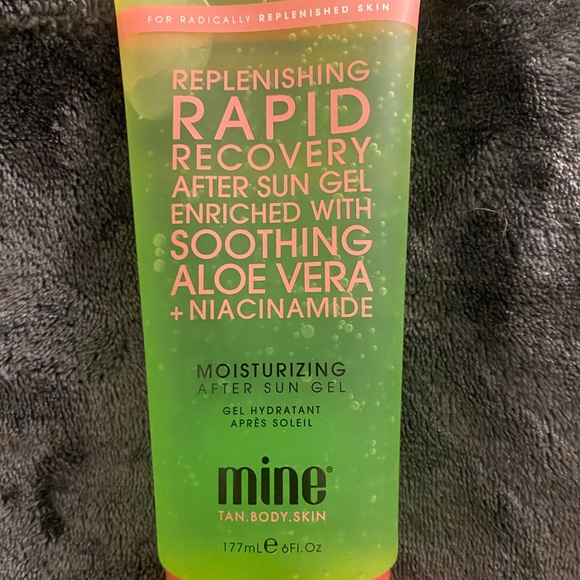 FOR RADICALLY REPLENISHED SKIN
REPLENISHING
RAPID
RECOVERY
AFTER SUN GEL
ENRICHED WITH
SOOTHING
ALOE VERA
+ NIACINAMIDE
MOISTURIZING
AFTER SUN GEL
GEL HYDRATANT
APRÈS SOLEIL
mine®
TAN.BODY.SKIN
177mL ℮ 6Fl.Oz